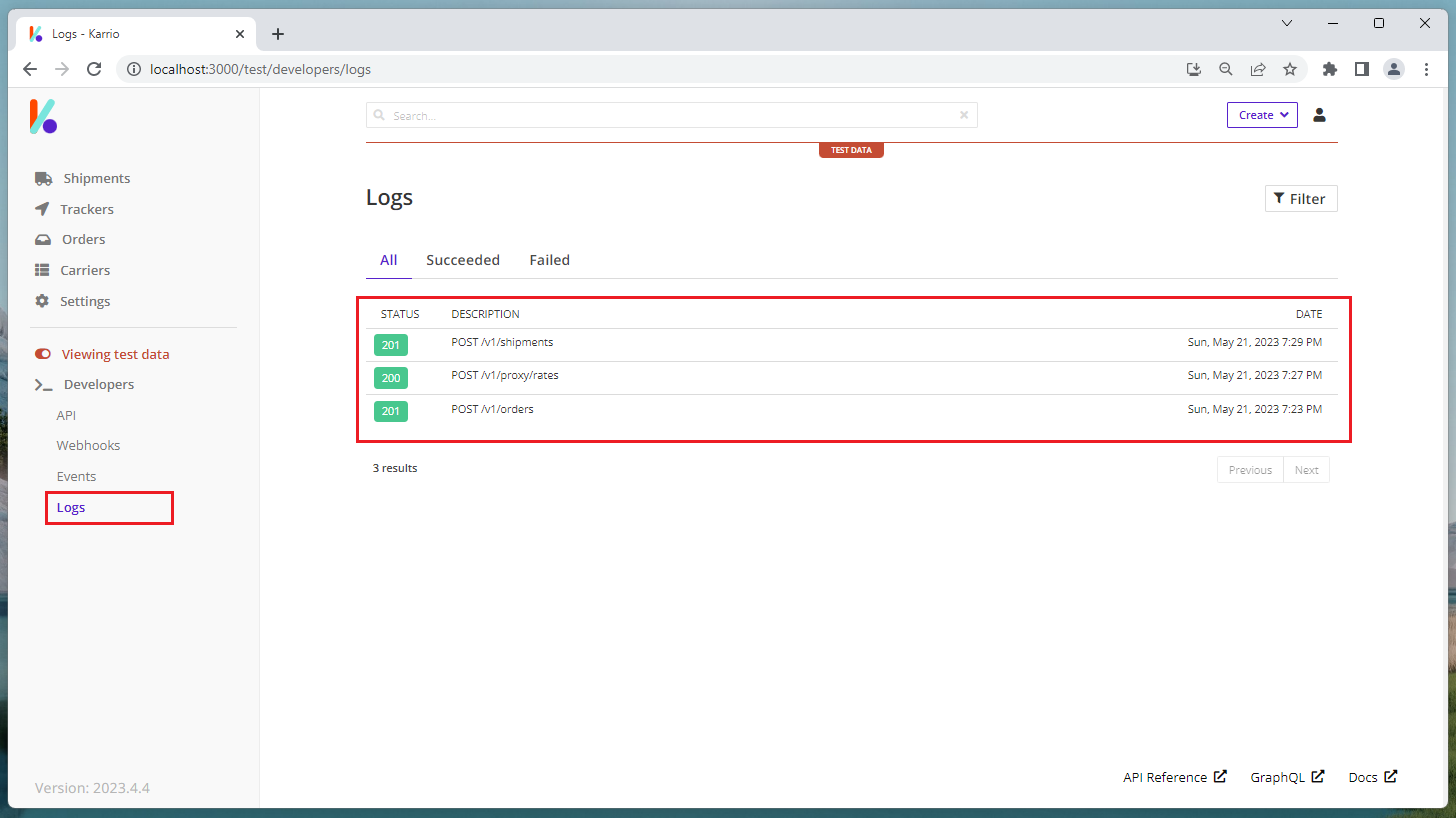 Logs - Karrio
localhost:3000/test/developers/logs
Search...
Create
TEST DATA
Shipments
Trackers
Orders
Carriers
Settings
Viewing test data
Developers
API
Webhooks
Events
Logs
Version: 2023.4.4
Logs
Filter
All Succeeded Failed
STATUS DESCRIPTION DATE
201 POST /v1/shipments Sun, May 21, 2023 7:29 PM
200 POST /v1/proxy/rates Sun, May 21, 2023 7:27 PM
201 POST /v1/orders Sun, May 21, 2023 7:23 PM
3 results
Previous Next
API Reference GraphQL Docs